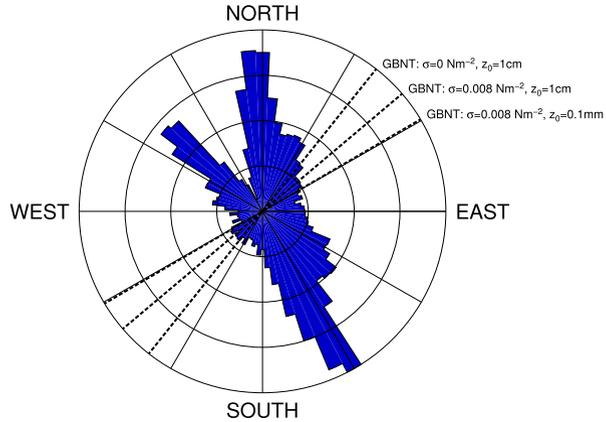 NORTH
GBNT: σ=0 Nm⁻², z₀=1cm
GBNT: σ=0.008 Nm⁻², z₀=1cm
GBNT: σ=0.008 Nm⁻², z₀=0.1mm
WEST
EAST
SOUTH